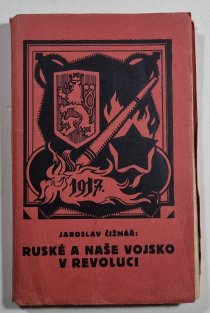 1917.
JAROSLAV ČIŽMÁŘ:
RUSKÉ A NAŠE VOJSKO
V REVOLUCI